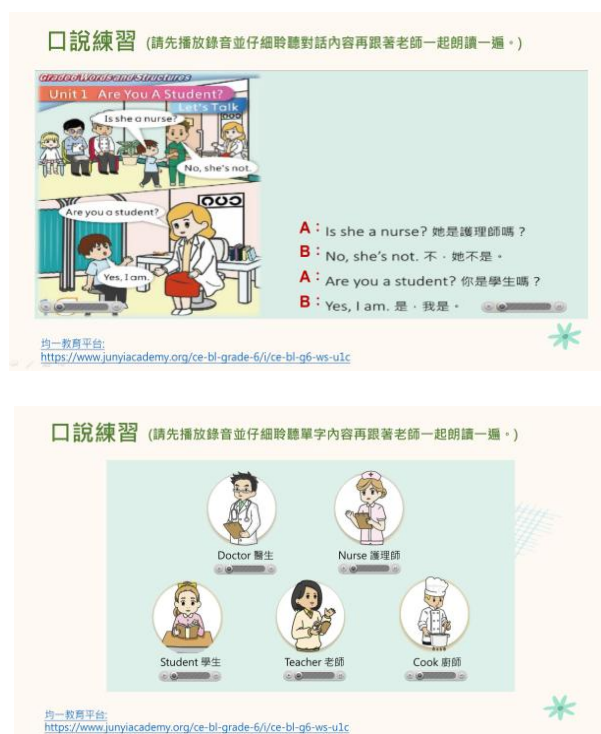 口說練習 (請先播放錄音並仔細聆聽對話內容再跟著老師一起朗讀一遍。)
Graded Words and Structures
Unit 1 Are You A Student?
Let's Talk
Is she a nurse?
No, she's not.
Are you a student?
Yes, I am.
A：Is she a nurse? 她是護理師嗎？
B：No, she's not. 不，她不是。
A：Are you a student? 你是學生嗎？
B：Yes, I am. 是，我是。
均一教育平台:
https://www.junyiacademy.org/ce-bl-grade-6/i/ce-bl-g6-ws-u1c
口說練習 (請先播放錄音並仔細聆聽單字內容再跟著老師一起朗讀一遍。)
Doctor 醫生
Nurse 護理師
Student 學生
Teacher 老師
Cook 廚師
均一教育平台:
https://www.junyiacademy.org/ce-bl-grade-6/i/ce-bl-g6-ws-u1c